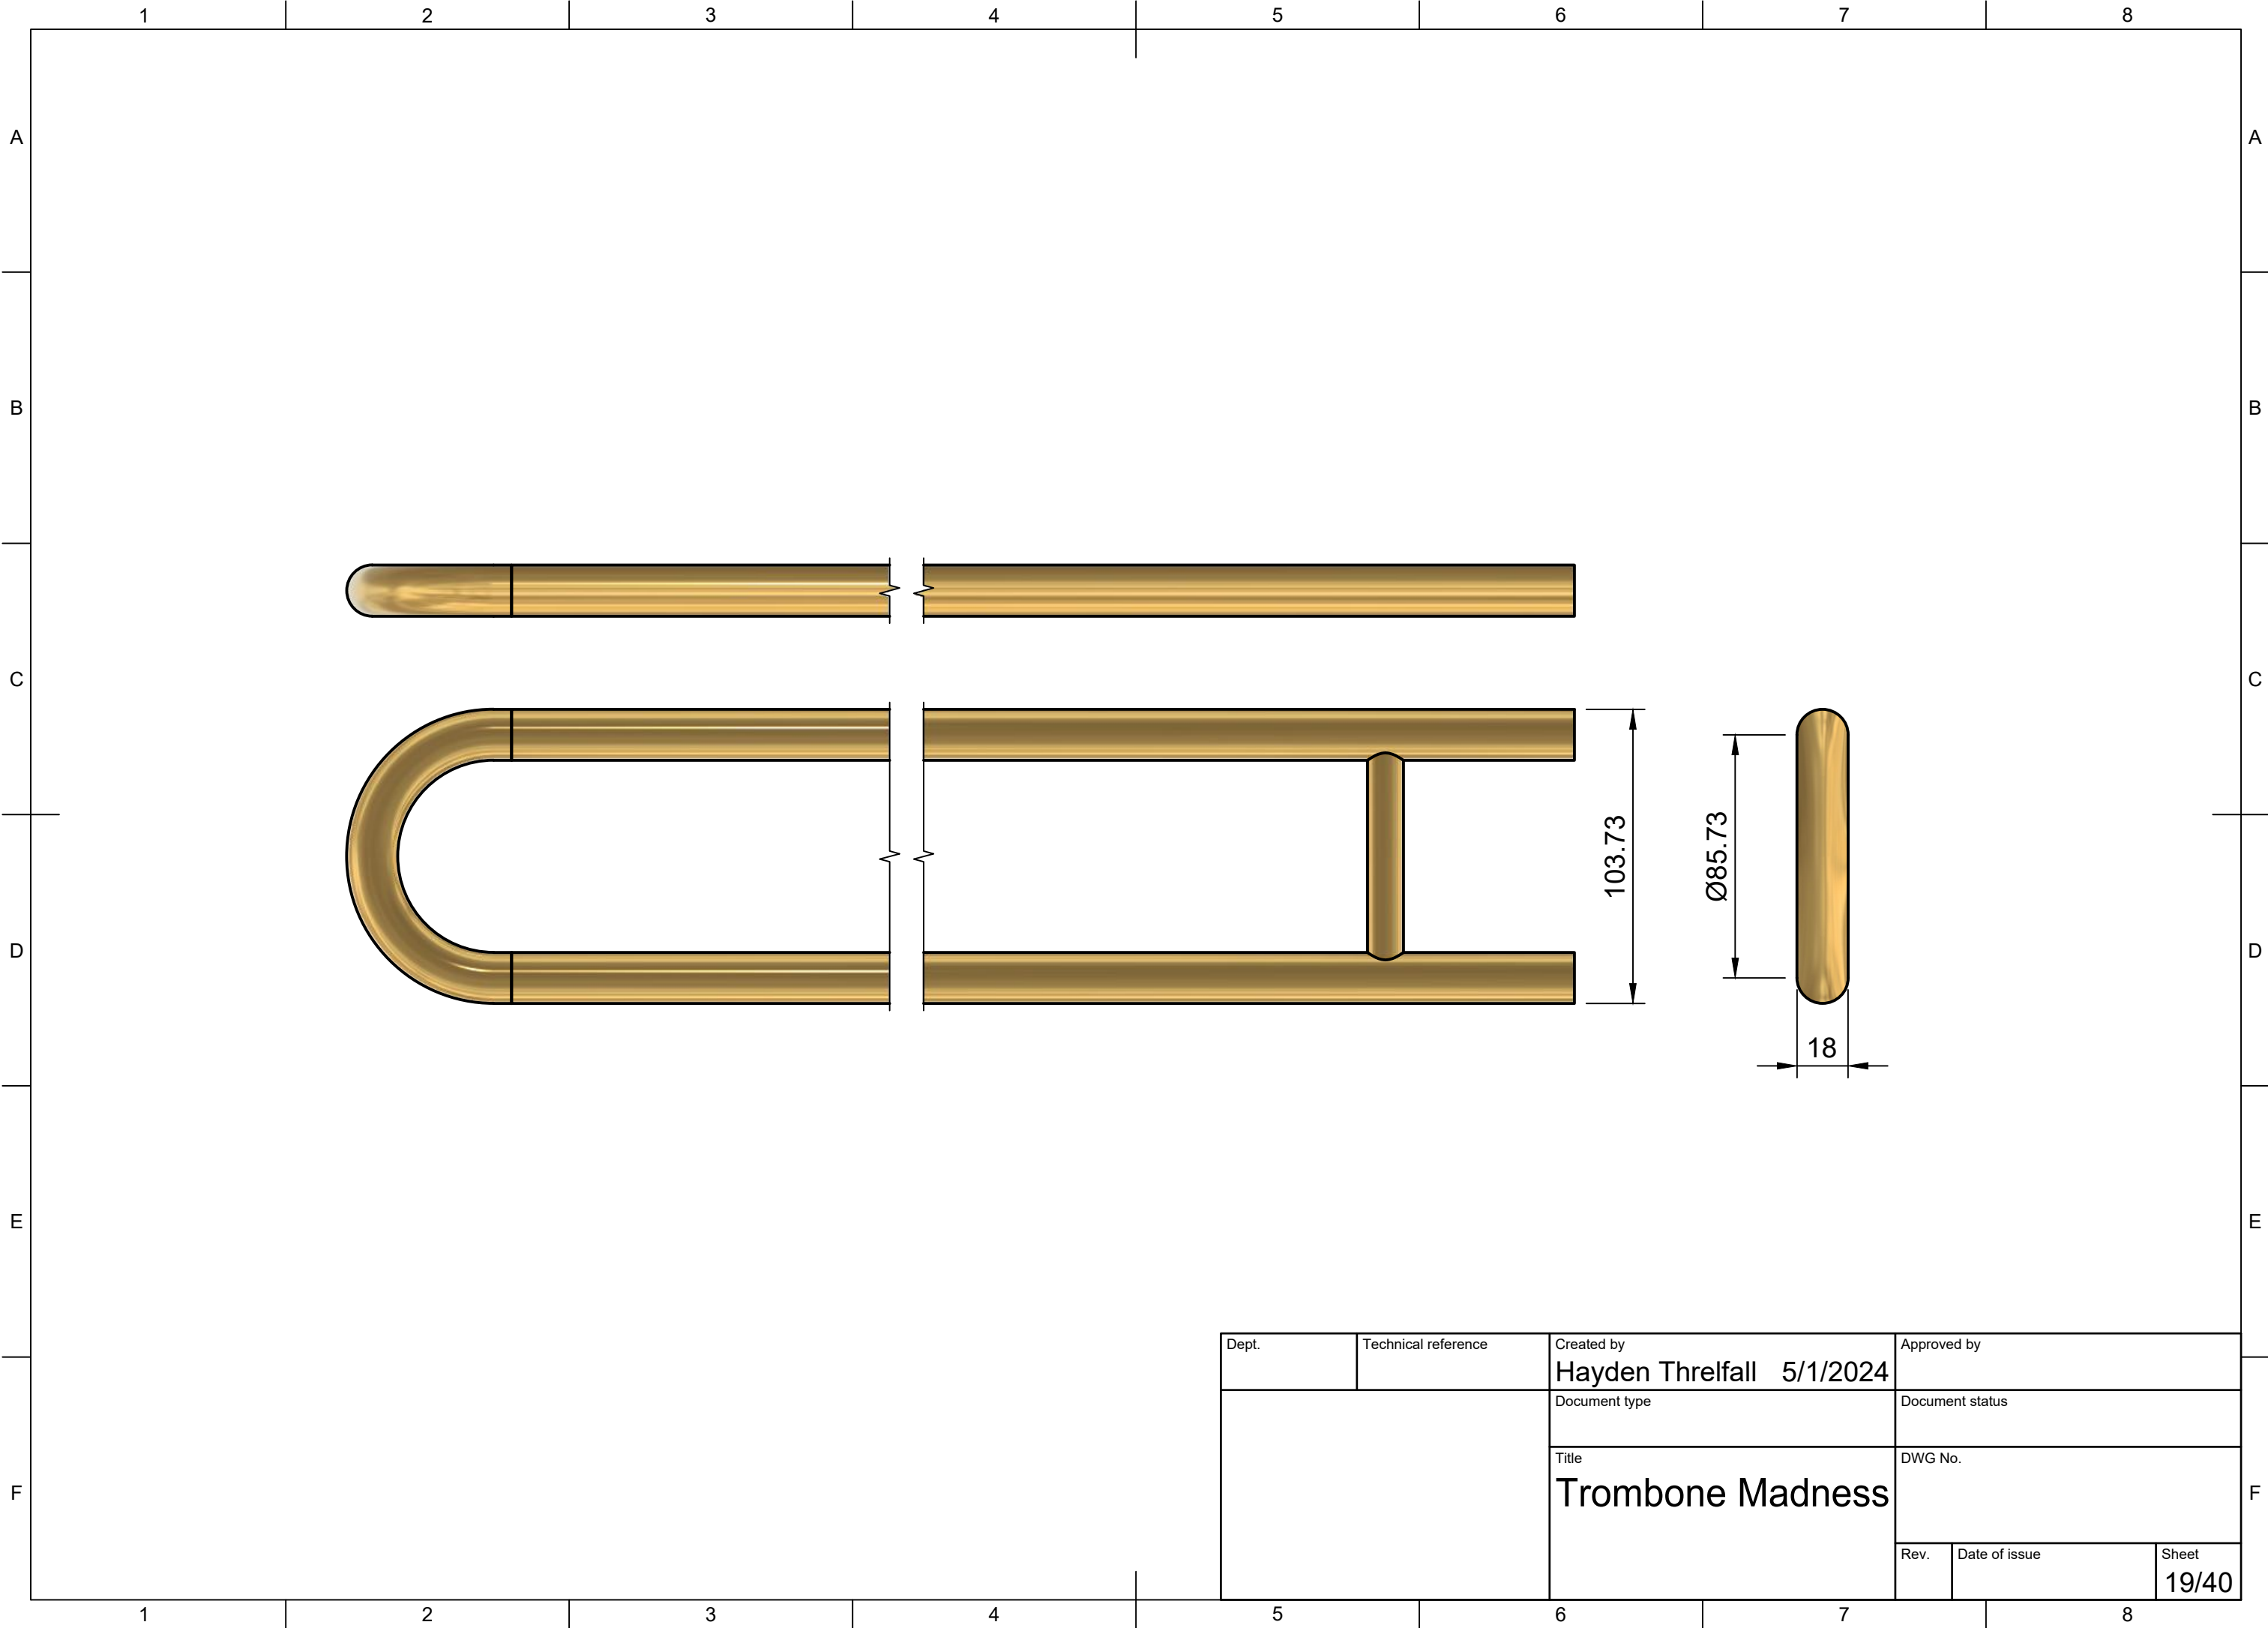 1 2 3 4 5 6 7 8
A A
B B
C C
103.73
Ø85.73
D D
18
E E
Dept. Technical reference Created by Approved by
Hayden Threlfall 5/1/2024
Document type Document status
Title DWG No.
Trombone Madness
F F
Rev. Date of issue Sheet
19/40
1 2 3 4 5 6 7 8